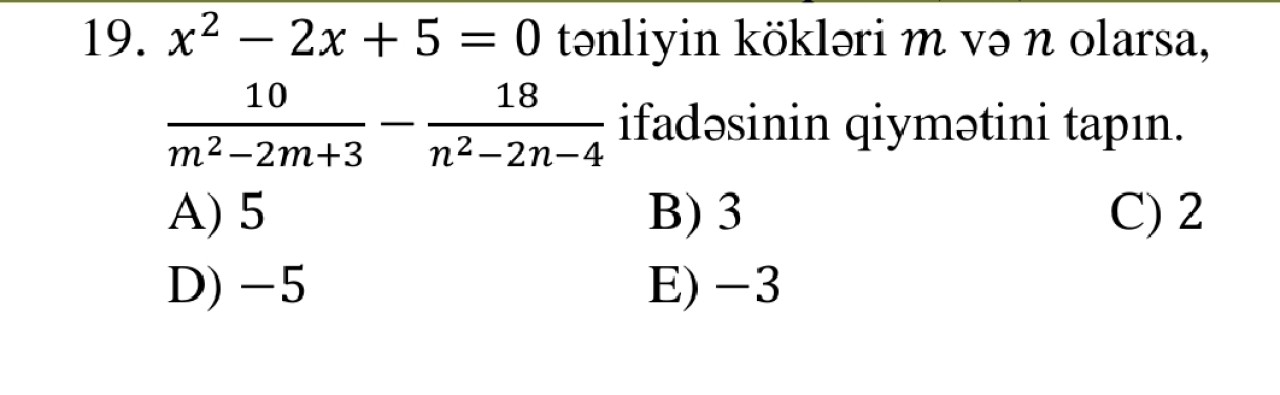 19. x² − 2x + 5 = 0 tənliyin kökləri m və n olarsa,
10/(m²−2m+3) − 18/(n²−2n−4) ifadəsinin qiymətini tapın.
A) 5 B) 3 C) 2
D) −5 E) −3